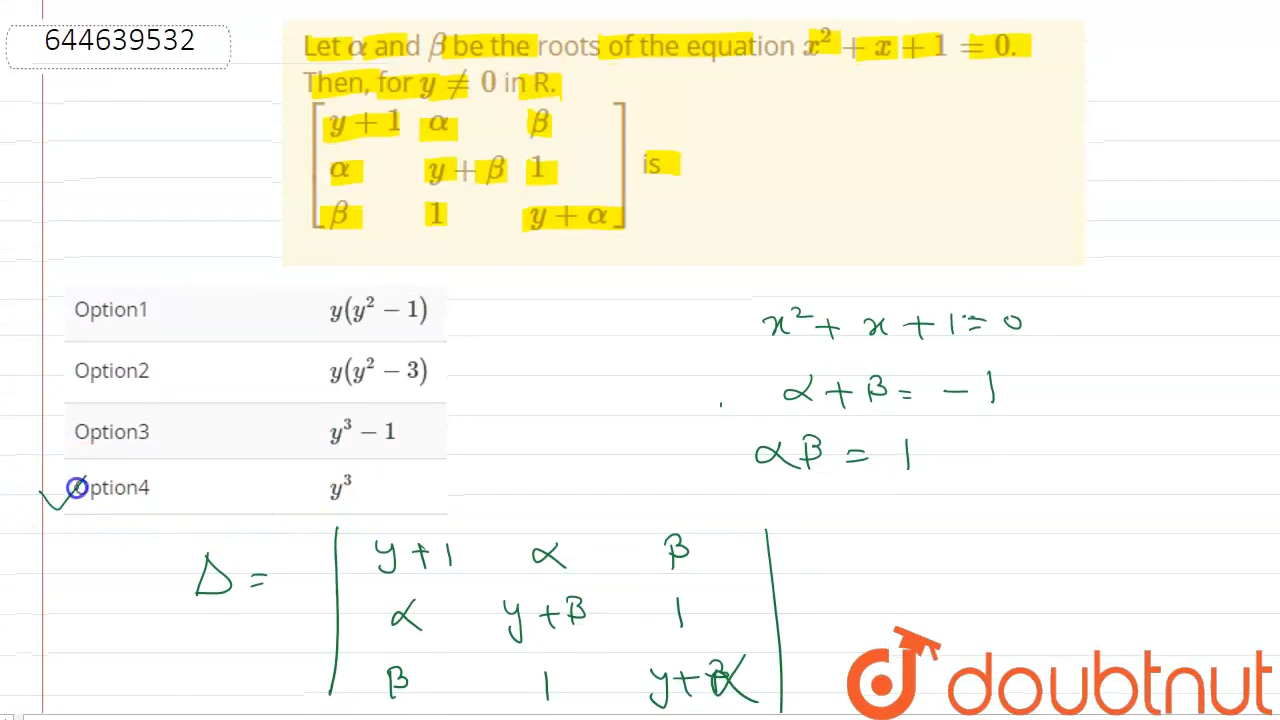 644639532
Let α and β be the roots of the equation x² + x + 1 = 0.
Then, for y ≠ 0 in R.
y + 1 α β
α y + β 1 is
β 1 y + α
Option1 y(y² − 1)
Option2 y(y² − 3)
Option3 y³ − 1
Option4 y³
x² + x + 1 = 0
α + β = − 1
αβ = 1
y + 1 α β
Δ =
α y + β 1
β 1 y + α
doubtnut